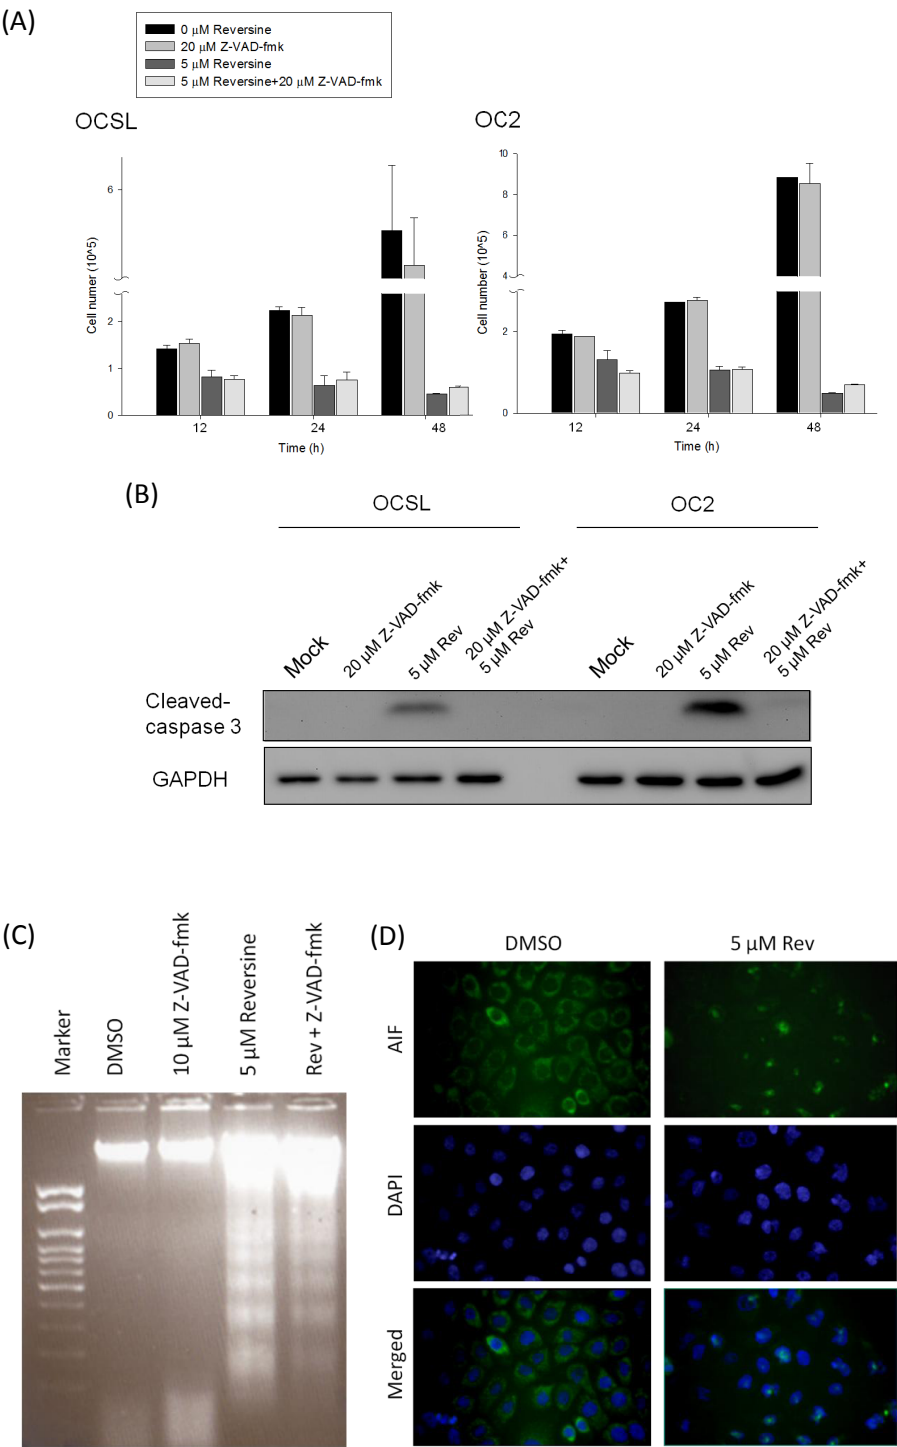 (A)
0 μM Reversine
20 μM Z-VAD-fmk
5 μM Reversine
5 μM Reversine+20 μM Z-VAD-fmk
OCSL
Cell numer (10^5)
6
2
1
0
12
24
48
Time (h)
OC2
Cell number (10^5)
10
8
6
4
2
0
12
24
48
Time (h)
(B)
OCSL
OC2
Mock
20 μM Z-VAD-fmk
5 μM Rev
20 μM Z-VAD-fmk+
5 μM Rev
Mock
20 μM Z-VAD-fmk
5 μM Rev
20 μM Z-VAD-fmk+
5 μM Rev
Cleaved-
caspase 3
GAPDH
(C)
Marker
DMSO
10 μM Z-VAD-fmk
5 μM Reversine
Rev + Z-VAD-fmk
(D)
DMSO
5 μM Rev
AIF
DAPI
Merged